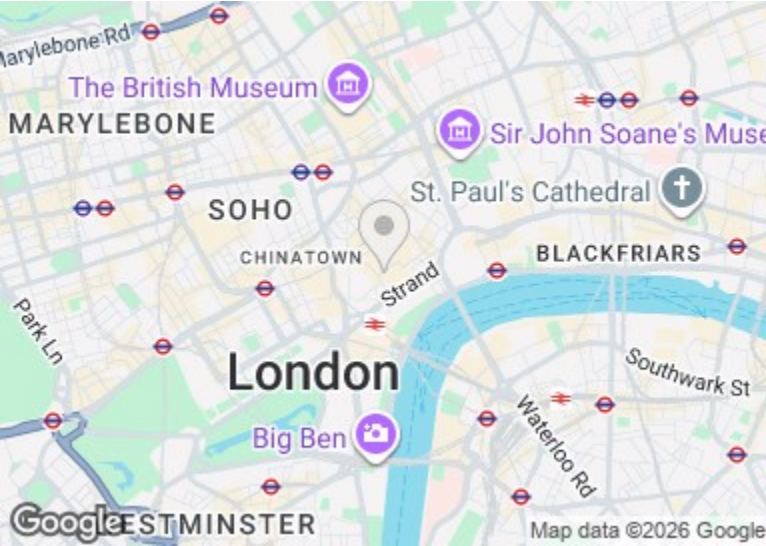 Marylebone Rd
The British Museum
MARYLEBONE
Sir John Soane's Muse
St. Paul's Cathedral
SOHO
CHINATOWN
BLACKFRIARS
Strand
Park Ln
London
Southwark St
Waterloo Rd
Big Ben
Google
ESTMINSTER
Map data ©2026 Google